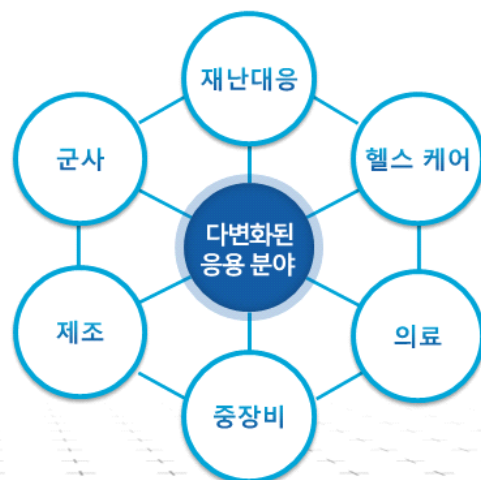 재난대응
군사
헬스 케어
다변화된
응용 분야
제조
의료
중장비